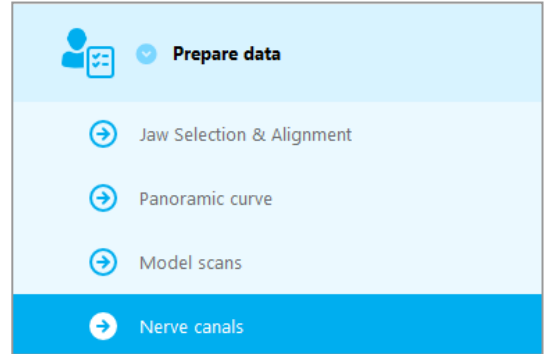 Prepare data
Jaw Selection & Alignment
Panoramic curve
Model scans
Nerve canals